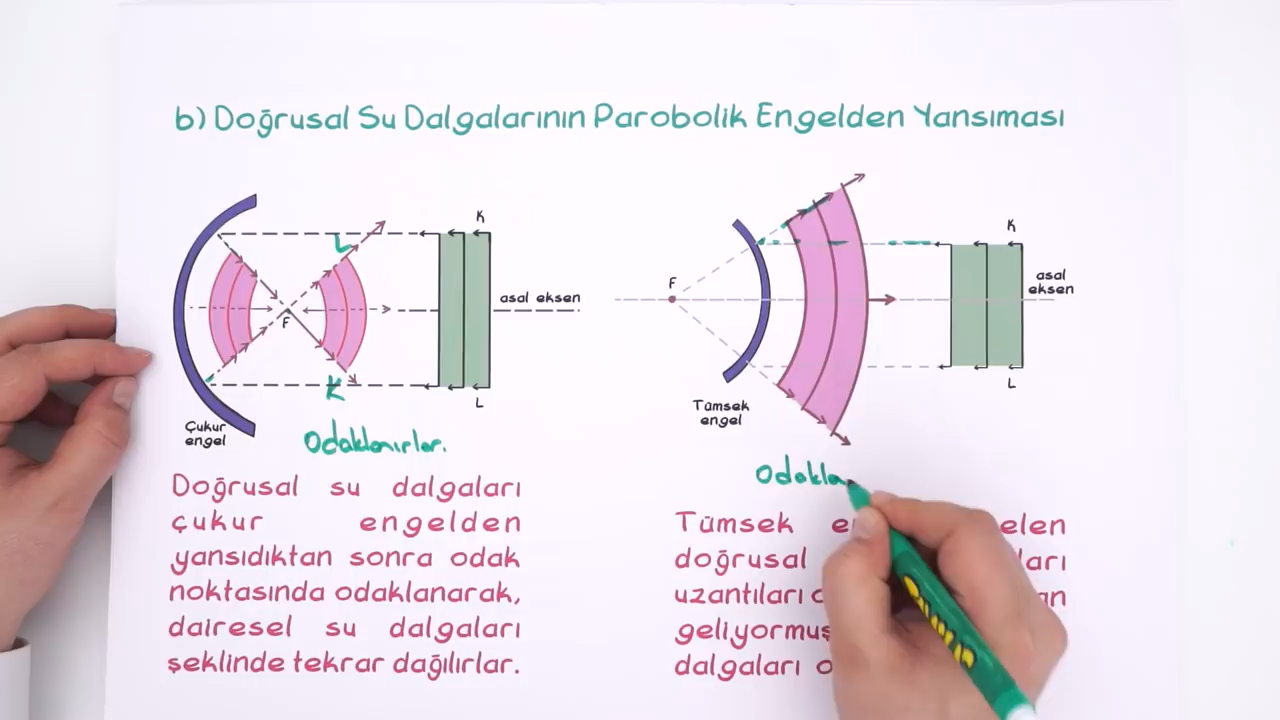 b) Doğrusal Su Dalgalarının Parobolik Engelden Yansıması
K
L
F
asal eksen
K
L
Çukur
engel
Odaklanırlar.
Doğrusal su dalgaları
çukur engelden
yansıdıktan sonra odak
noktasında odaklanarak,
dairesel su dalgaları
şeklinde tekrar dağılırlar.
K
F
asal
eksen
L
Tümsek
engel
Odakla
Tümsek
doğrusal
uzantıları
geliyormuş
dalgaları